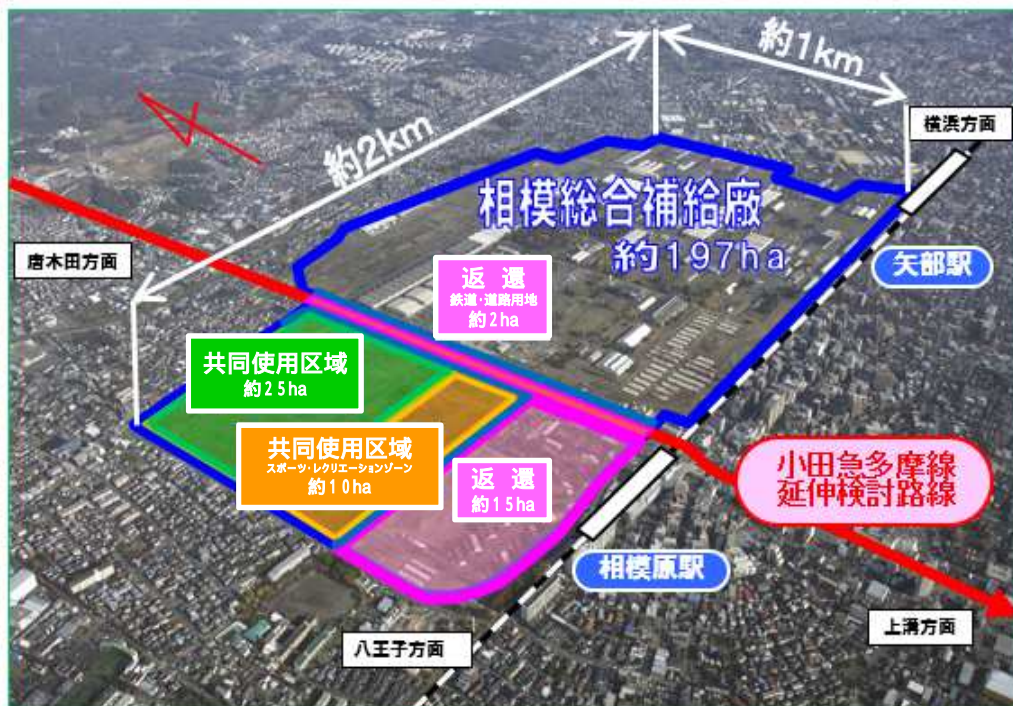 約1km
横浜方面
約2km
相模総合補給廠
約197ha
矢部駅
唐木田方面
返 還
鉄道・道路用地
約2ha
共同使用区域
約25ha
共同使用区域
スポーツ・レクリエーションゾーン
約10ha
返 還
約15ha
小田急多摩線
延伸検討路線
相模原駅
上溝方面
八王子方面